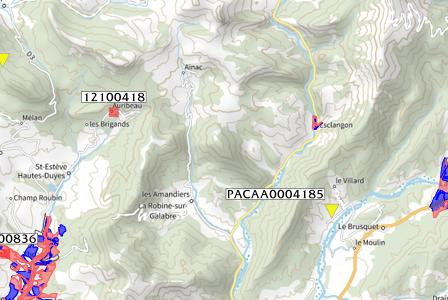 Ainac
D3
12100418
Auribeau
Mélan
les Brigands
Esclangon
St-Estève
Hautes-Duyes
le Villard
Champ Roubin
les Amandiers
La Robine-sur-
Galabre
PACAA0004185
Le Brusquet
le Moulin
00836